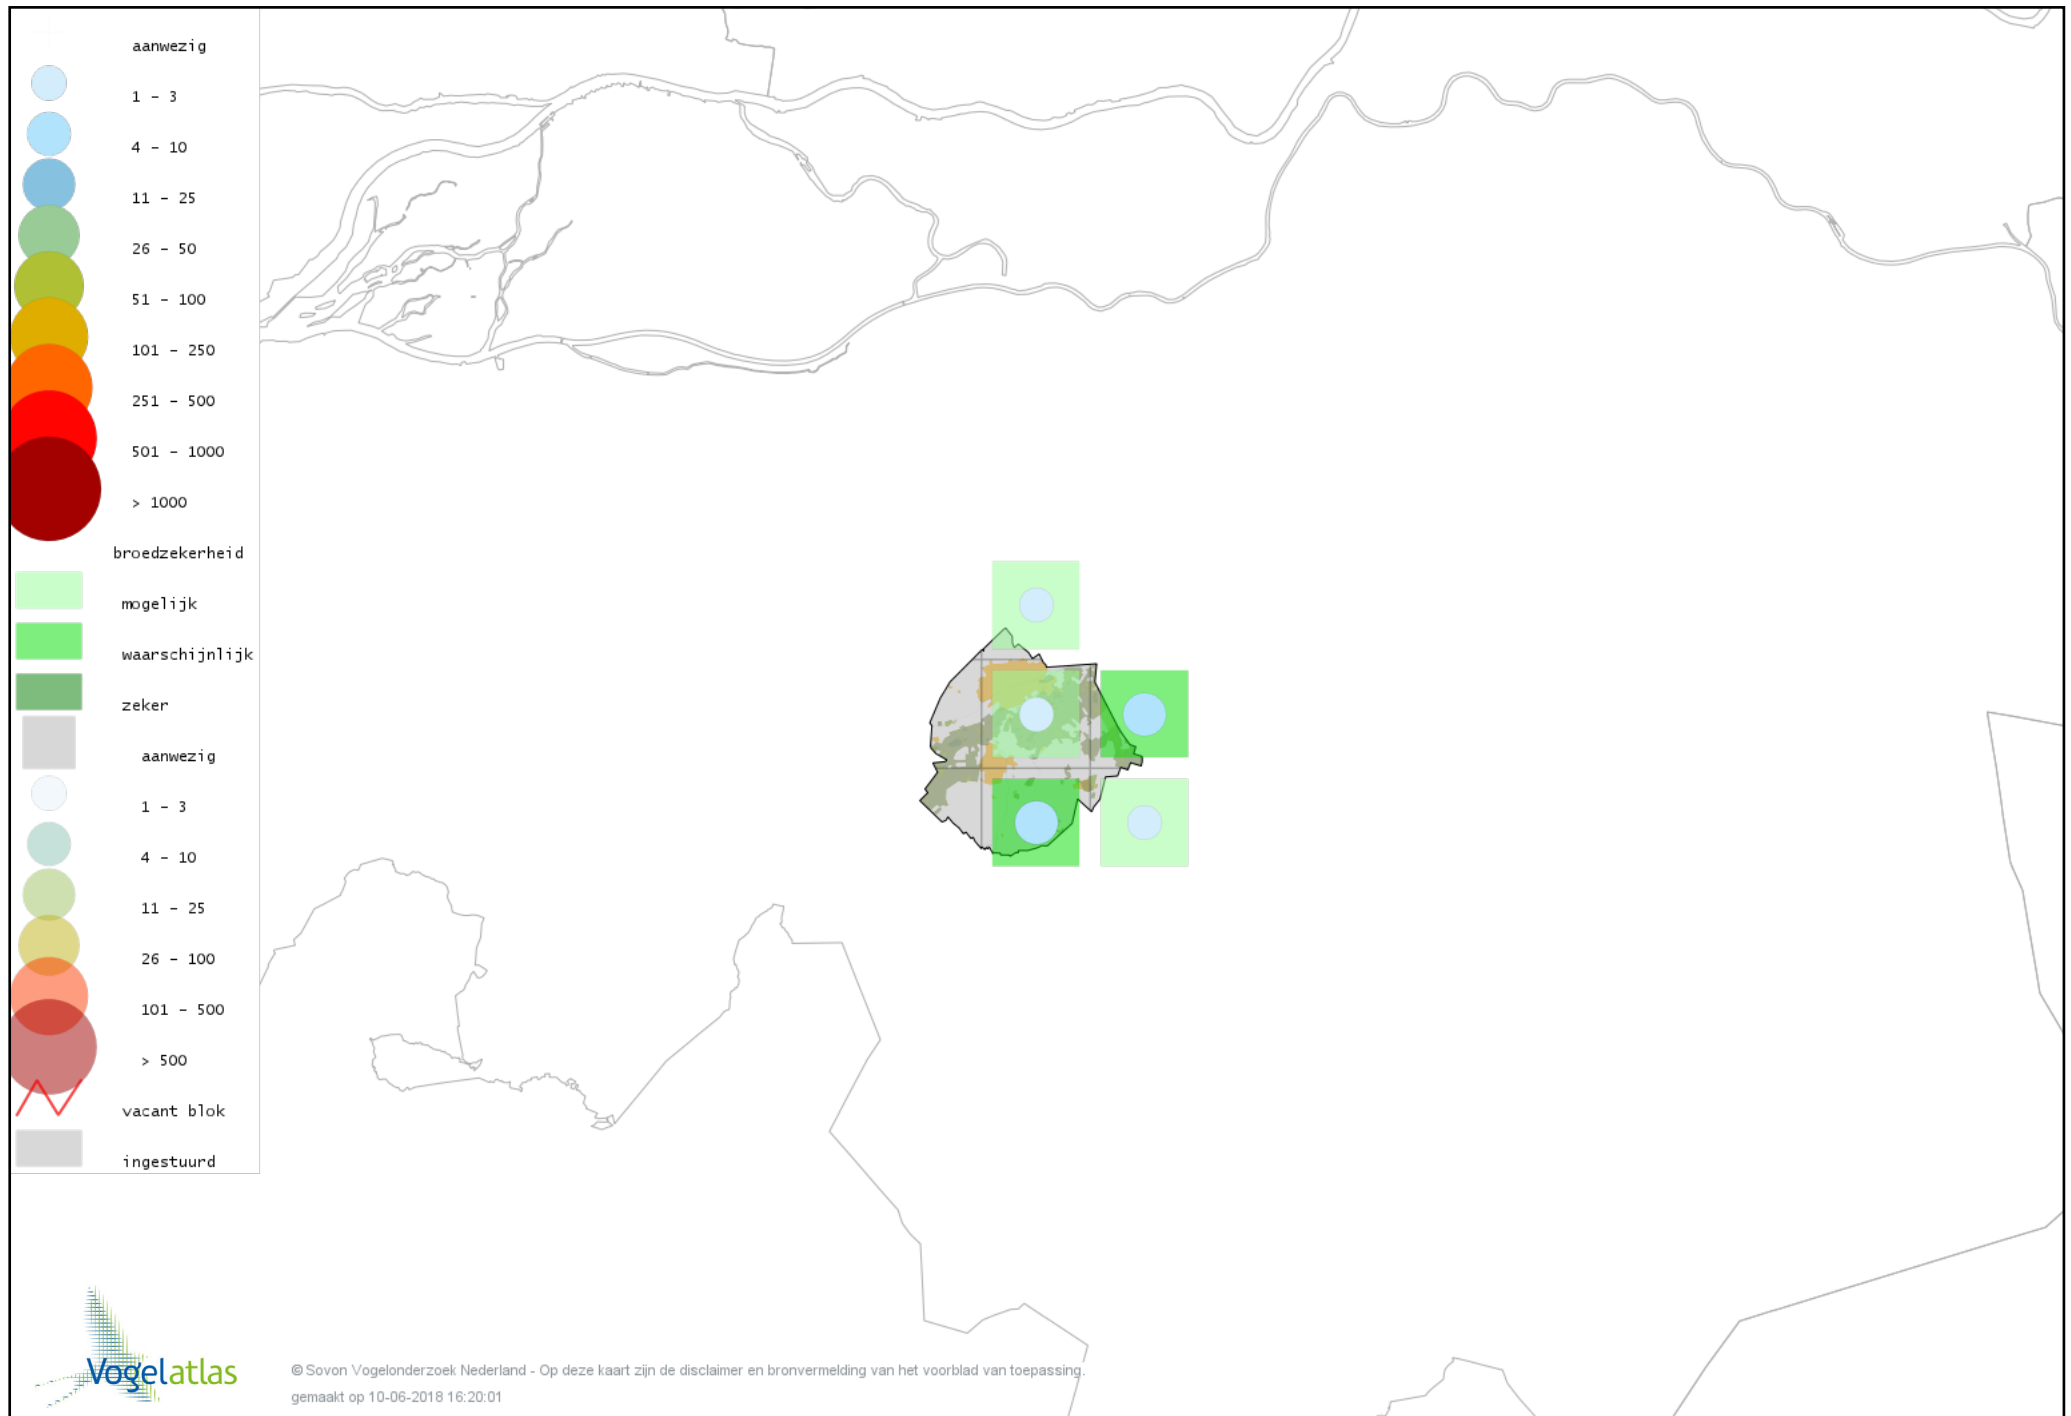 aanwezig
1 - 3
4 - 10
11 - 25
26 - 50
51 - 100
101 - 250
251 - 500
501 - 1000
> 1000
broedzekerheid
mogelijk
waarschijnlijk
zeker
aanwezig
1 - 3
4 - 10
11 - 25
26 - 100
101 - 500
> 500
vacant blok
ingestuurd
Vogelatlas
© Sovon Vogelonderzoek Nederland - Op deze kaart zijn de disclaimer en bronvermelding van het voorblad van toepassing.
gemaakt op 10-06-2018 16:20:01